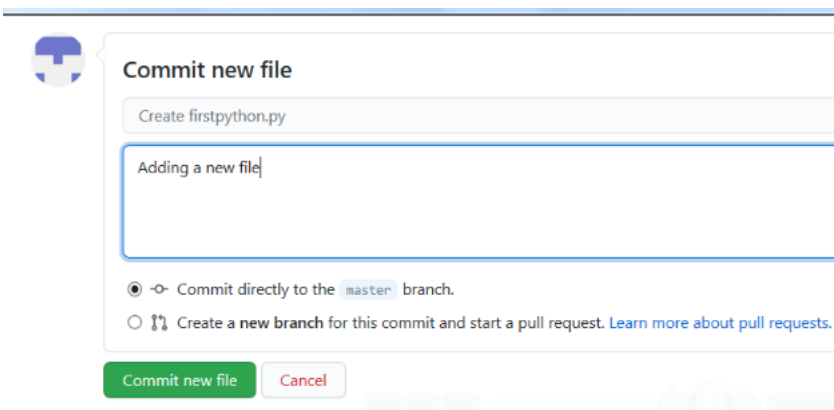 Commit new file
Create firstpython.py
Adding a new file
Commit directly to the master branch.
Create a new branch for this commit and start a pull request. Learn more about pull requests.
Commit new file Cancel